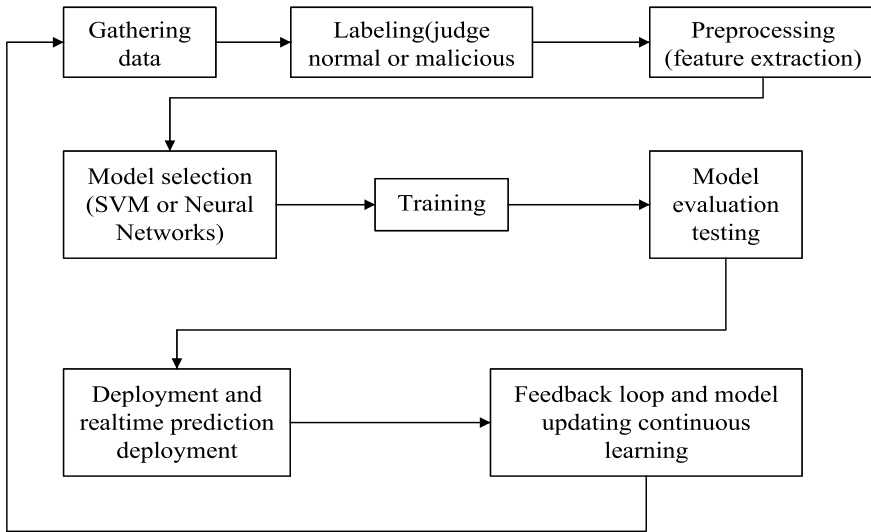 Gathering
data
Labeling(judge
normal or malicious
Preprocessing
(feature extraction)
Model selection
(SVM or Neural
Networks)
Training
Model
evaluation
testing
Deployment and
realtime prediction
deployment
Feedback loop and model
updating continuous
learning